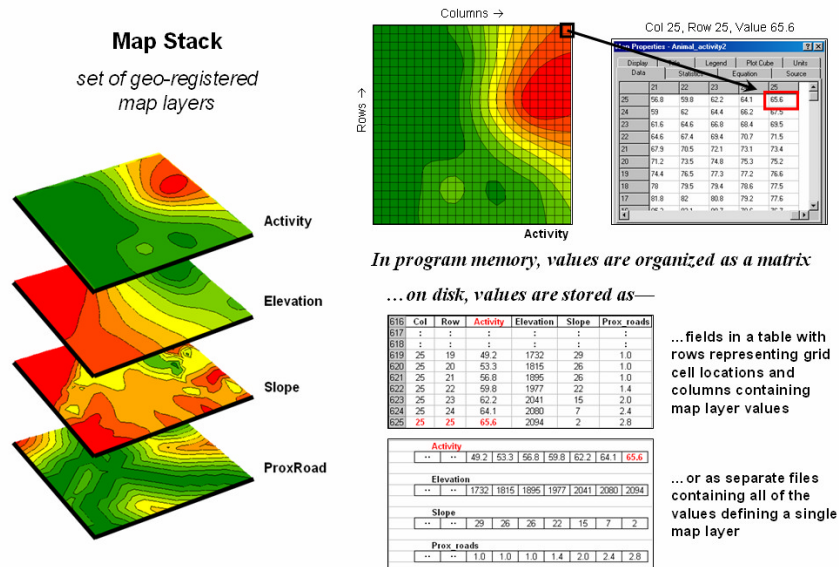 Map Stack
set of geo-registered
map layers
Activity
Elevation
Slope
ProxRoad
Columns →
Rows →
Activity
Col 25, Row 25, Value 65.6
Map Properties - Animal_activity2
Display Title Legend Plot Cube Units
Data Statistics Equation Source
21 22 23 25
25 56.8 59.8 62.2 64.1 65.6
24 59 62 64.4 66.2 67.5
23 61.6 64.6 66.8 68.4 69.5
22 64.6 67.4 69.4 70.7 71.5
21 67.9 70.5 72.1 73.1 73.4
20 71.2 73.5 74.8 75.3 75.2
19 74.4 76.5 77.3 77.2 76.6
18 78 79.5 79.4 78.6 77.5
17 81.8 82 80.8 79.2 77.6
In program memory, values are organized as a matrix
…on disk, values are stored as—
616 Col Row Activity Elevation Slope Prox_roads
617 : : : : : :
618 : : : : : :
619 25 19 49.2 1732 29 1.0
620 25 20 53.3 1815 26 1.0
621 25 21 56.8 1895 26 1.0
622 25 22 59.8 1977 22 1.4
623 25 23 62.2 2041 15 2.0
624 25 24 64.1 2080 7 2.4
625 25 25 65.6 2094 2 2.8
…fields in a table with
rows representing grid
cell locations and
columns containing
map layer values
Activity
·· ·· 49.2 53.3 56.8 59.8 62.2 64.1 65.6
Elevation
·· ·· 1732 1815 1895 1977 2041 2080 2094
Slope
·· ·· 29 26 26 22 15 7 2
Prox_roads
·· ·· 1.0 1.0 1.0 1.4 2.0 2.4 2.8
…or as separate files
containing all of the
values defining a single
map layer